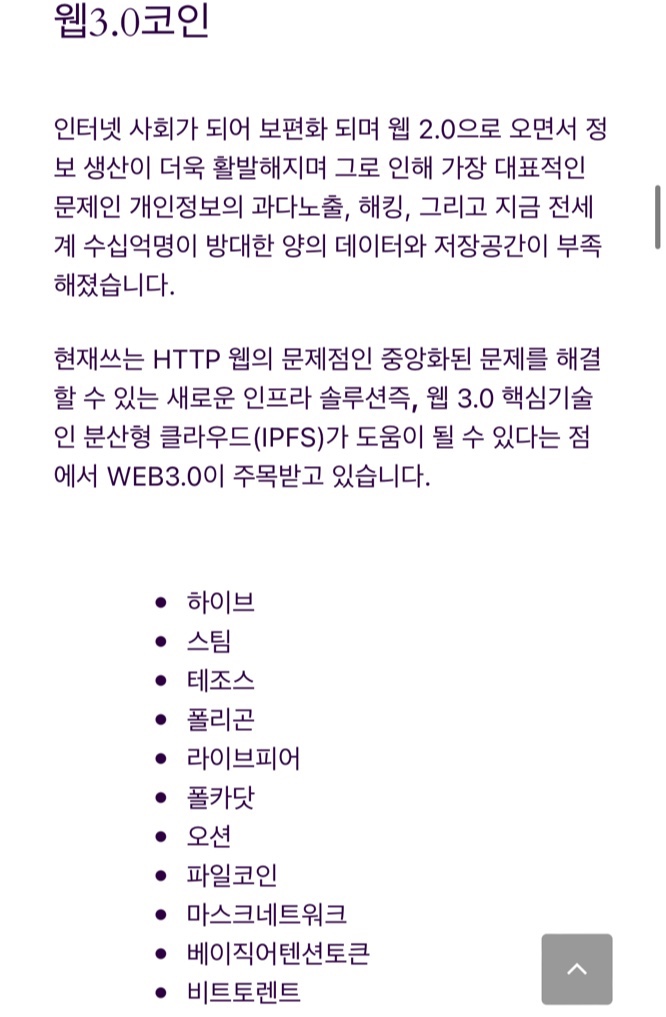 웹3.0코인
인터넷 사회가 되어 보편화 되며 웹 2.0으로 오면서 정
보 생산이 더욱 활발해지며 그로 인해 가장 대표적인
문제인 개인정보의 과다노출, 해킹, 그리고 지금 전세
계 수십억명이 방대한 양의 데이터와 저장공간이 부족
해졌습니다.
현재쓰는 HTTP 웹의 문제점인 중앙화된 문제를 해결
할 수 있는 새로운 인프라 솔루션즉, 웹 3.0 핵심기술
인 분산형 클라우드(IPFS)가 도움이 될 수 있다는 점
에서 WEB3.0이 주목받고 있습니다.
• 하이브
• 스팀
• 테조스
• 폴리곤
• 라이브피어
• 폴카닷
• 오션
• 파일코인
• 마스크네트워크
• 베이직어텐션토큰
• 비트토렌트